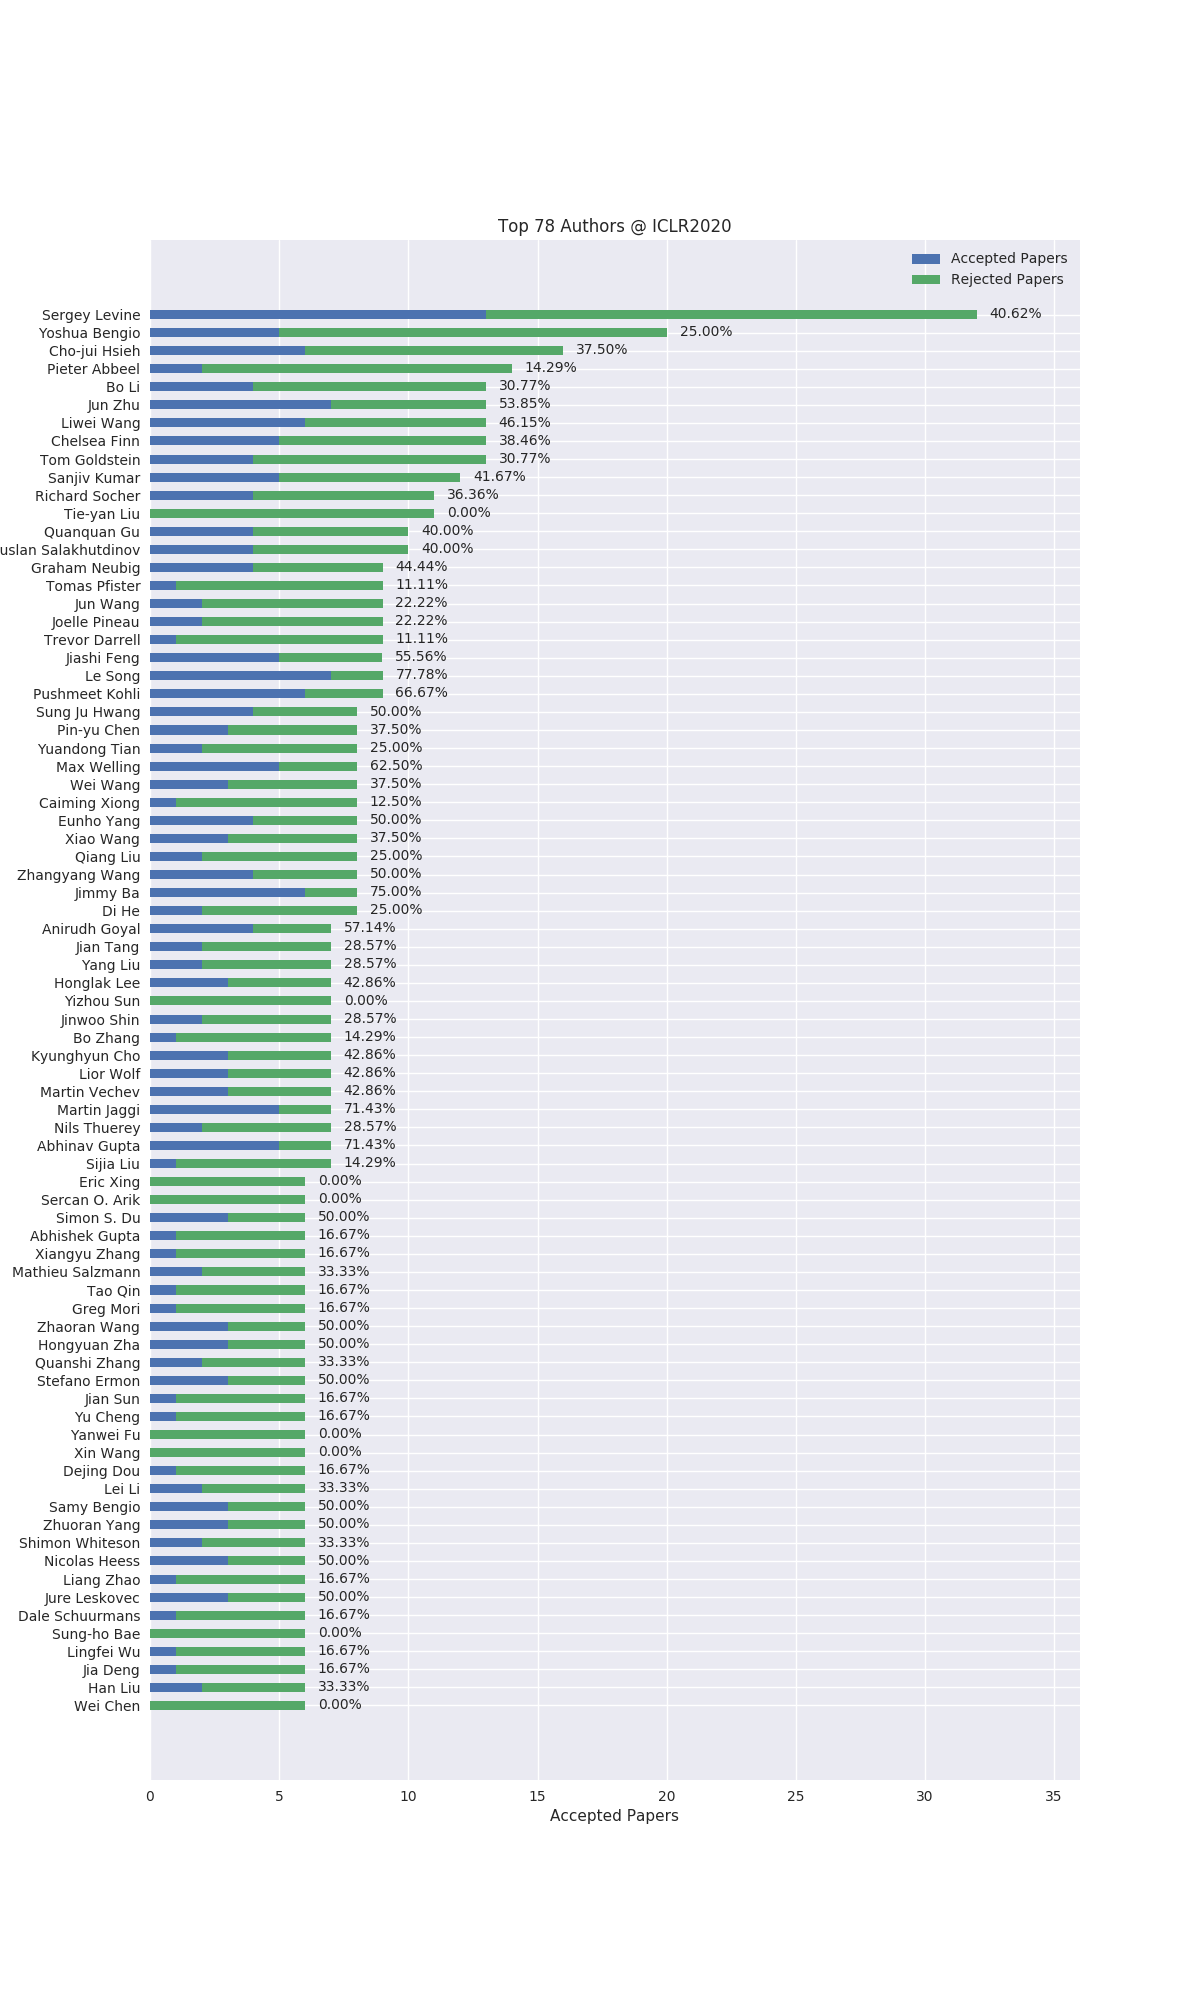 Top 78 Authors @ ICLR2020
Accepted Papers
Rejected Papers
Sergey Levine 40.62%
Yoshua Bengio 25.00%
Cho-jui Hsieh 37.50%
Pieter Abbeel 14.29%
Bo Li 30.77%
Jun Zhu 53.85%
Liwei Wang 46.15%
Chelsea Finn 38.46%
Tom Goldstein 30.77%
Sanjiv Kumar 41.67%
Richard Socher 36.36%
Tie-yan Liu 0.00%
Quanquan Gu 40.00%
uslan Salakhutdinov 40.00%
Graham Neubig 44.44%
Tomas Pfister 11.11%
Jun Wang 22.22%
Joelle Pineau 22.22%
Trevor Darrell 11.11%
Jiashi Feng 55.56%
Le Song 77.78%
Pushmeet Kohli 66.67%
Sung Ju Hwang 50.00%
Pin-yu Chen 37.50%
Yuandong Tian 25.00%
Max Welling 62.50%
Wei Wang 37.50%
Caiming Xiong 12.50%
Eunho Yang 50.00%
Xiao Wang 37.50%
Qiang Liu 25.00%
Zhangyang Wang 50.00%
Jimmy Ba 75.00%
Di He 25.00%
Anirudh Goyal 57.14%
Jian Tang 28.57%
Yang Liu 28.57%
Honglak Lee 42.86%
Yizhou Sun 0.00%
Jinwoo Shin 28.57%
Bo Zhang 14.29%
Kyunghyun Cho 42.86%
Lior Wolf 42.86%
Martin Vechev 42.86%
Martin Jaggi 71.43%
Nils Thuerey 28.57%
Abhinav Gupta 71.43%
Sijia Liu 14.29%
Eric Xing 0.00%
Sercan O. Arik 0.00%
Simon S. Du 50.00%
Abhishek Gupta 16.67%
Xiangyu Zhang 16.67%
Mathieu Salzmann 33.33%
Tao Qin 16.67%
Greg Mori 16.67%
Zhaoran Wang 50.00%
Hongyuan Zha 50.00%
Quanshi Zhang 33.33%
Stefano Ermon 50.00%
Jian Sun 16.67%
Yu Cheng 16.67%
Yanwei Fu 0.00%
Xin Wang 0.00%
Dejing Dou 16.67%
Lei Li 33.33%
Samy Bengio 50.00%
Zhuoran Yang 50.00%
Shimon Whiteson 33.33%
Nicolas Heess 50.00%
Liang Zhao 16.67%
Jure Leskovec 50.00%
Dale Schuurmans 16.67%
Sung-ho Bae 0.00%
Lingfei Wu 16.67%
Jia Deng 16.67%
Han Liu 33.33%
Wei Chen 0.00%
0 5 10 15 20 25 30 35
Accepted Papers